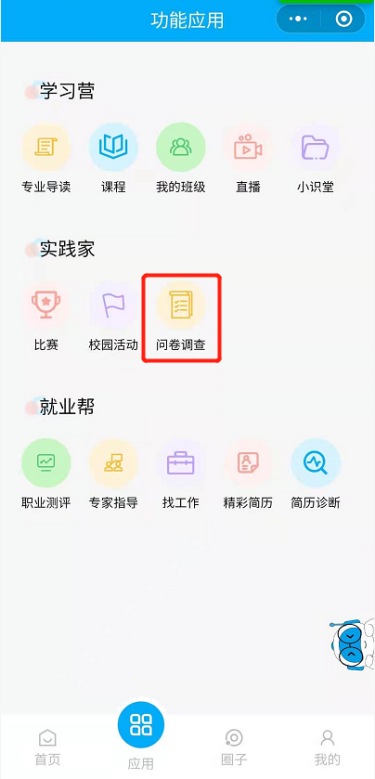 功能应用
学习营
专业导读 课程 我的班级 直播 小识堂
实践家
比赛 校园活动 问卷调查
就业帮
职业测评 专家指导 找工作 精彩简历 简历诊断
首页 应用 圈子 我的